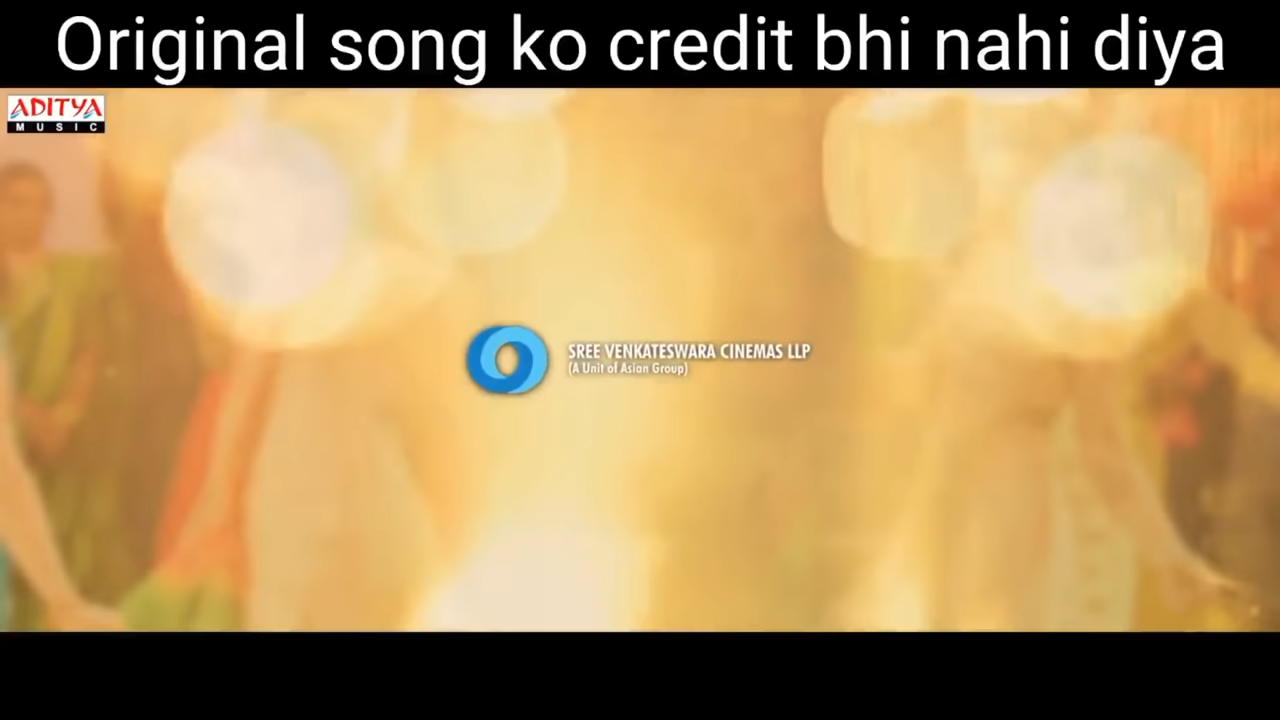 Original song ko credit bhi nahi diya
ADITYA
MUSIC
SREE VENKATESWARA CINEMAS LLP
(A Unit of Asian Group)